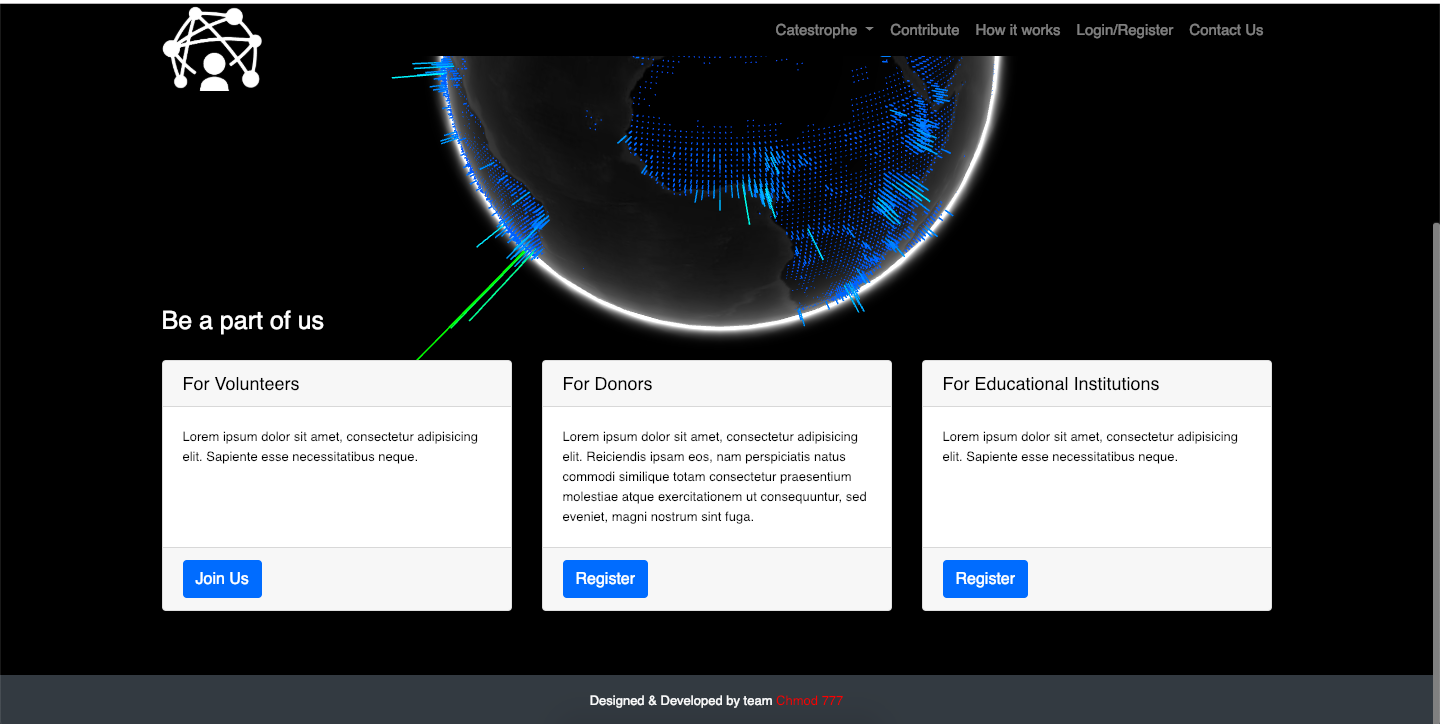 Catestrophe
Contribute
How it works
Login/Register
Contact Us
Be a part of us
For Volunteers
Lorem ipsum dolor sit amet, consectetur adipisicing
elit. Sapiente esse necessitatibus neque.
Join Us
For Donors
Lorem ipsum dolor sit amet, consectetur adipisicing
elit. Reiciendis ipsam eos, nam perspiciatis natus
commodi similique totam consectetur praesentium
molestiae atque exercitationem ut consequuntur, sed
eveniet, magni nostrum sint fuga.
Register
For Educational Institutions
Lorem ipsum dolor sit amet, consectetur adipisicing
elit. Sapiente esse necessitatibus neque.
Register
Designed & Developed by team Chmod 777